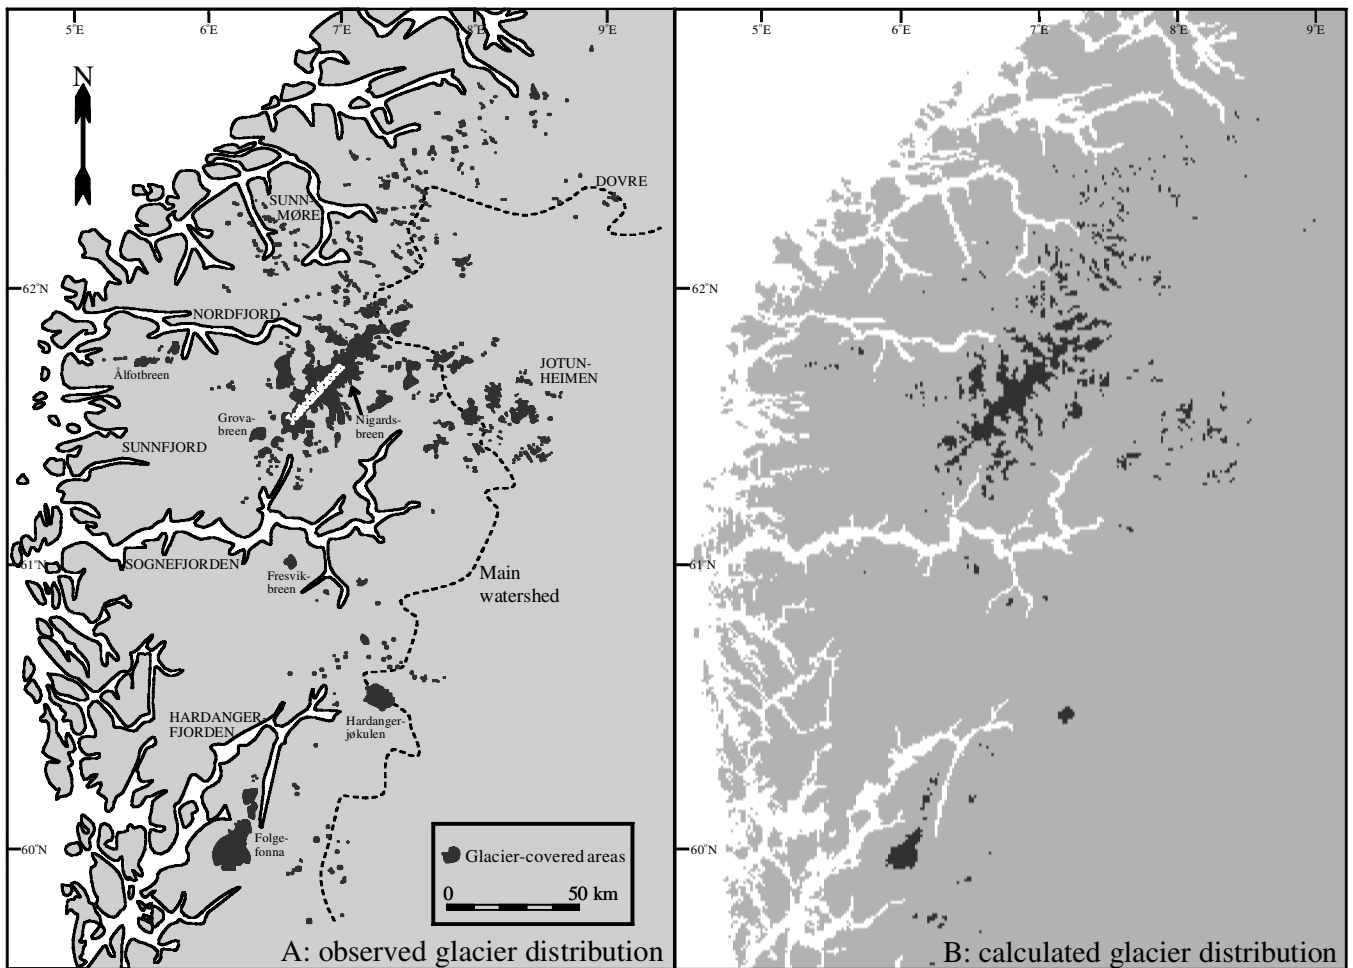 5°E
6°E
7°E
8°E
9°E
N
DOVRE
SUNN-
MØRE
62°N
NORDFJORD
Ålfotbreen
JOTUN-
HEIMEN
Grova-
breen
Nigards-
breen
SUNNFJORD
61°N
SOGNEFJORDEN
Fresvik-
breen
Main
watershed
HARDANGER-
FJORDEN
Hardanger-
jøkulen
60°N
Folge-
fonna
Glacier-covered areas
0 50 km
A: observed glacier distribution
5°E
6°E
7°E
8°E
9°E
62°N
61°N
60°N
B: calculated glacier distribution